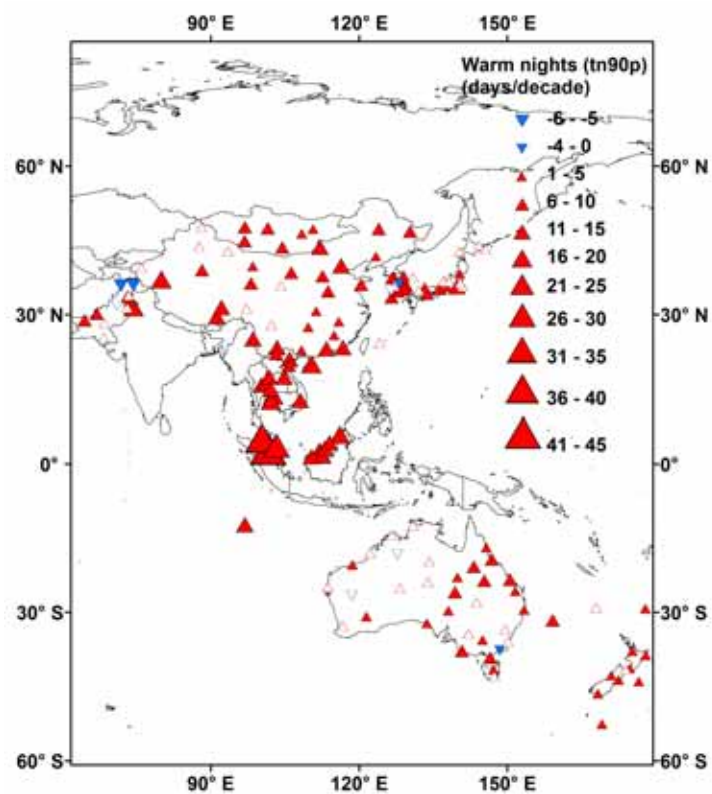 90° E 120° E 150° E
Warm nights (tn90p)
(days/decade)
-6 - -5
-4 - 0
60° N 1 - 5 60° N
6 - 10
11 - 15
16 - 20
30° N 21 - 25 30° N
26 - 30
31 - 35
36 - 40
41 - 45
0° 0°
30° S 30° S
60° S 60° S
90° E 120° E 150° E